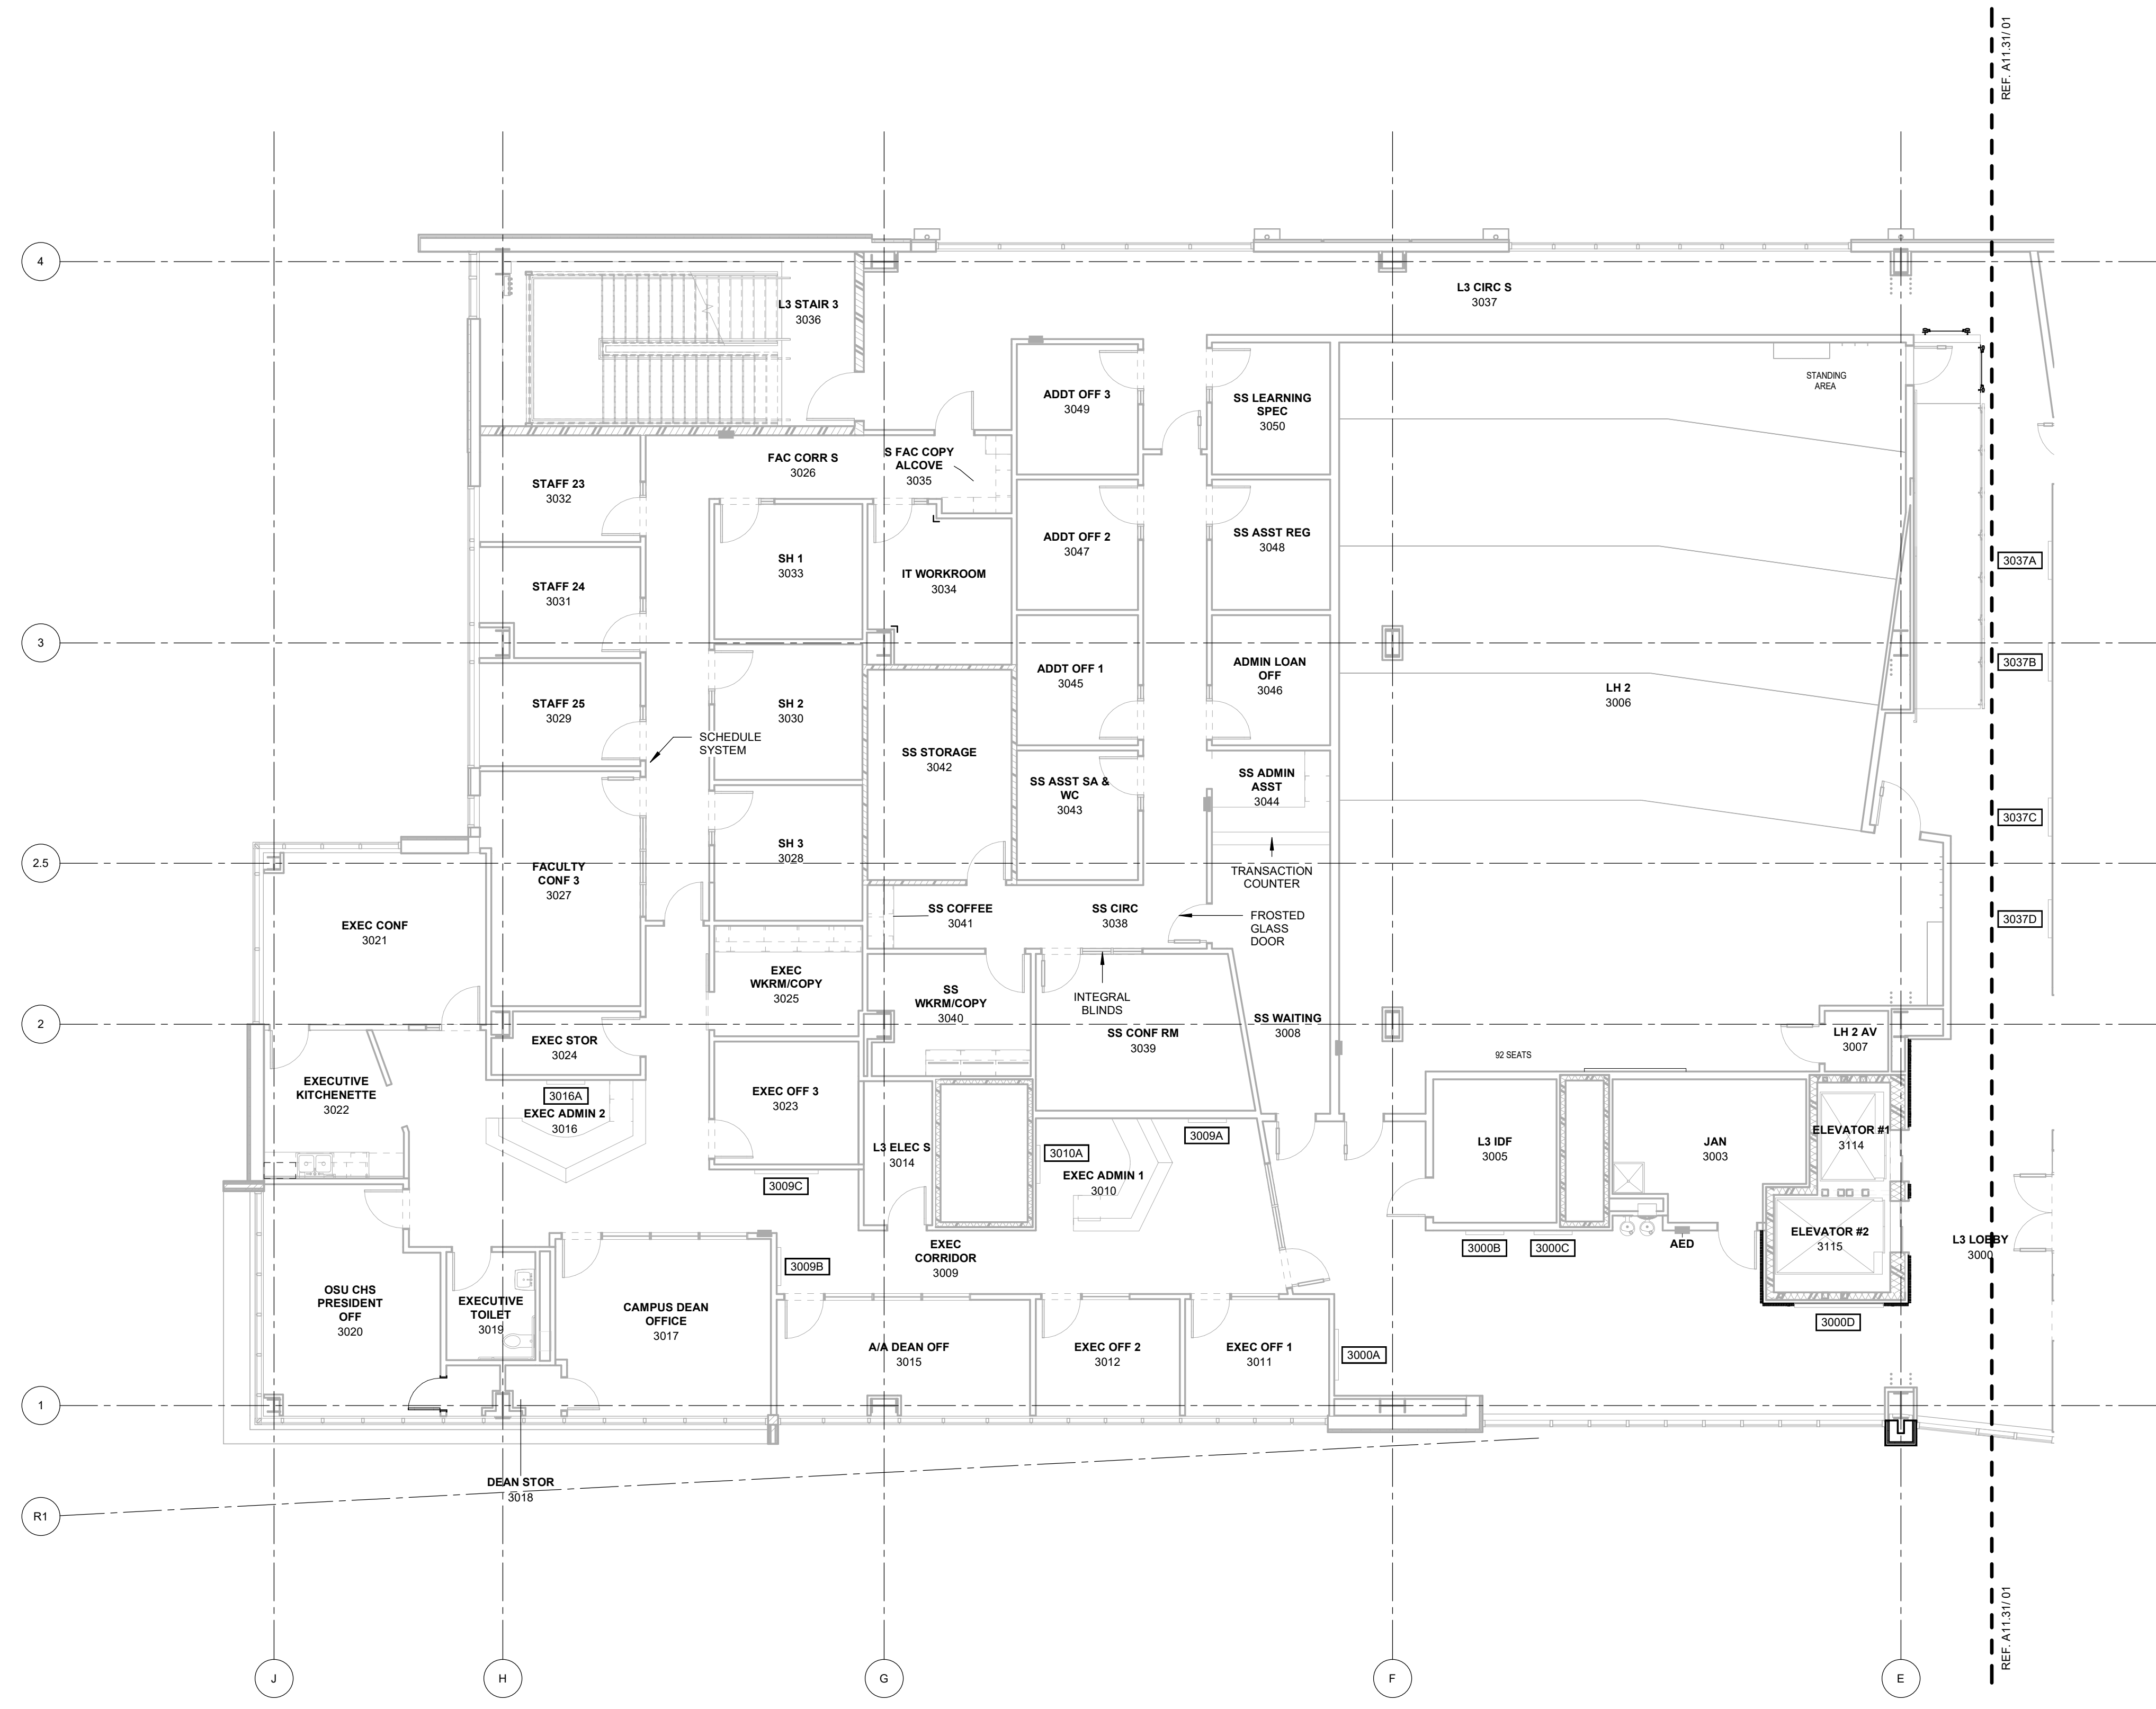 REF. A11.31/ 01
4
L3 CIRC S
3037
L3 STAIR 3
3036
STANDING
AREA
ADDT OFF 3
3049
SS LEARNING
SPEC
3050
FAC CORR S
3026
S FAC COPY
ALCOVE
3035
STAFF 23
3032
ADDT OFF 2
3047
SS ASST REG
3048
SH 1
3033
IT WORKROOM
3034
3037A
STAFF 24
3031
3
ADDT OFF 1
3045
ADMIN LOAN
OFF
3046
3037B
LH 2
3006
STAFF 25
3029
SH 2
3030
SCHEDULE
SYSTEM
SS STORAGE
3042
SS ASST SA &
WC
3043
SS ADMIN
ASST
3044
3037C
2.5
SH 3
3028
FACULTY
CONF 3
3027
TRANSACTION
COUNTER
SS COFFEE
3041
SS CIRC
3038
FROSTED
GLASS
DOOR
3037D
EXEC CONF
3021
EXEC
WKRM/COPY
3025
SS
WKRM/COPY
3040
INTEGRAL
BLINDS
2
SS WAITING
3008
SS CONF RM
3039
LH 2 AV
3007
EXEC STOR
3024
92 SEATS
EXECUTIVE
KITCHENETTE
3022
3016A
EXEC ADMIN 2
3016
EXEC OFF 3
3023
3009A
ELEVATOR #1
3114
L3 ELEC S
3014
3010A
L3 IDF
3005
JAN
3003
EXEC ADMIN 1
3010
3009C
ELEVATOR #2
3115
EXEC
CORRIDOR
3009
3000B
3000C
AED
L3 LOBBY
3000
3009B
OSU CHS
PRESIDENT
OFF
3020
EXECUTIVE
TOILET
3019
CAMPUS DEAN
OFFICE
3017
3000D
A/A DEAN OFF
3015
EXEC OFF 2
3012
EXEC OFF 1
3011
3000A
1
DEAN STOR
3018
R1
REF. A11.31/ 01
J
H
G
F
E